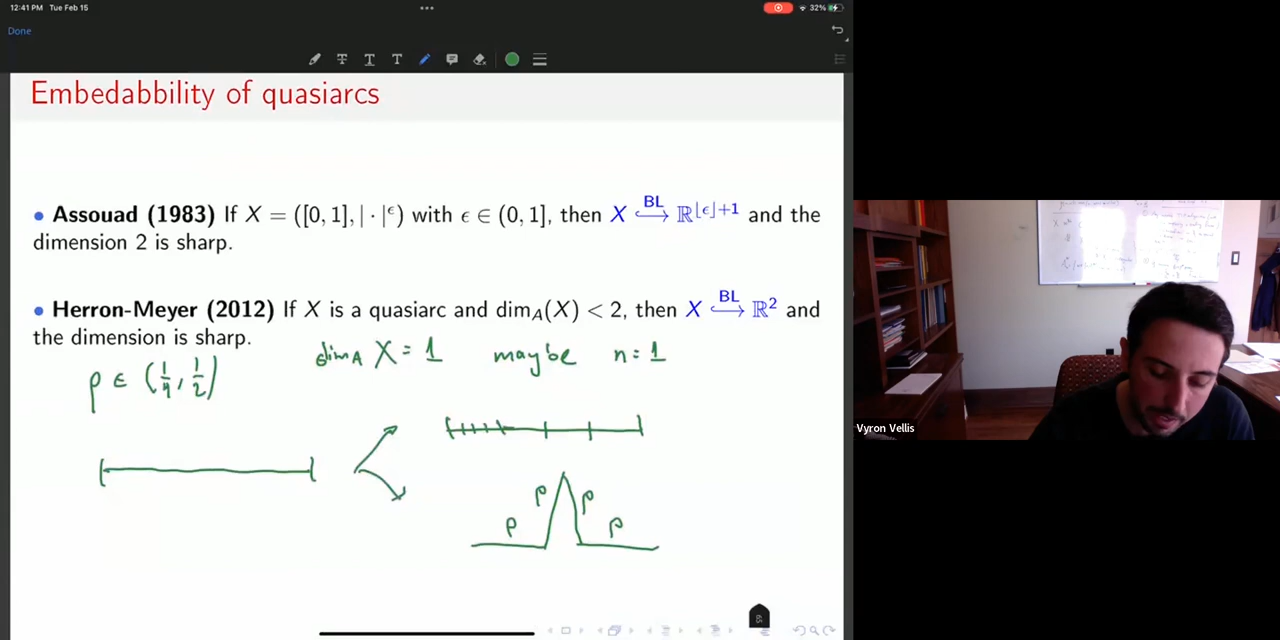 12:41 PM Tue Feb 15
32%
Done
Embedabbility of quasiarcs
• Assouad (1983) If X = ([0, 1], | · |^ϵ) with ϵ ∈ (0, 1], then X ↪^BL ℝ^{⌊ϵ⌋+1} and the
dimension 2 is sharp.
• Herron-Meyer (2012) If X is a quasiarc and dim_A(X) < 2, then X ↪^BL ℝ² and
the dimension is sharp.
dim_A X = 1 maybe n = 1
p ∈ (1/4, 1/2)
p p
p p
Vyron Vellis